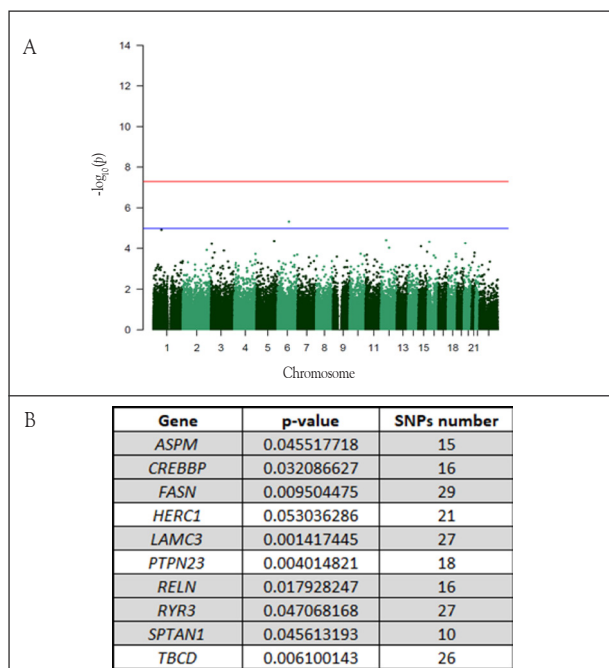 A
14
12
10
8
6
4
2
0
-log10(p)
1 2 3 4 5 6 7 8 9 11 13 15 18 21
Chromosome
B
Gene p-value SNPs number
ASPM 0.045517718 15
CREBBP 0.032086627 16
FASN 0.009504475 29
HERC1 0.053036286 21
LAMC3 0.001417445 27
PTPN23 0.004014821 18
RELN 0.017928247 16
RYR3 0.047068168 27
SPTAN1 0.045613193 10
TBCD 0.006100143 26